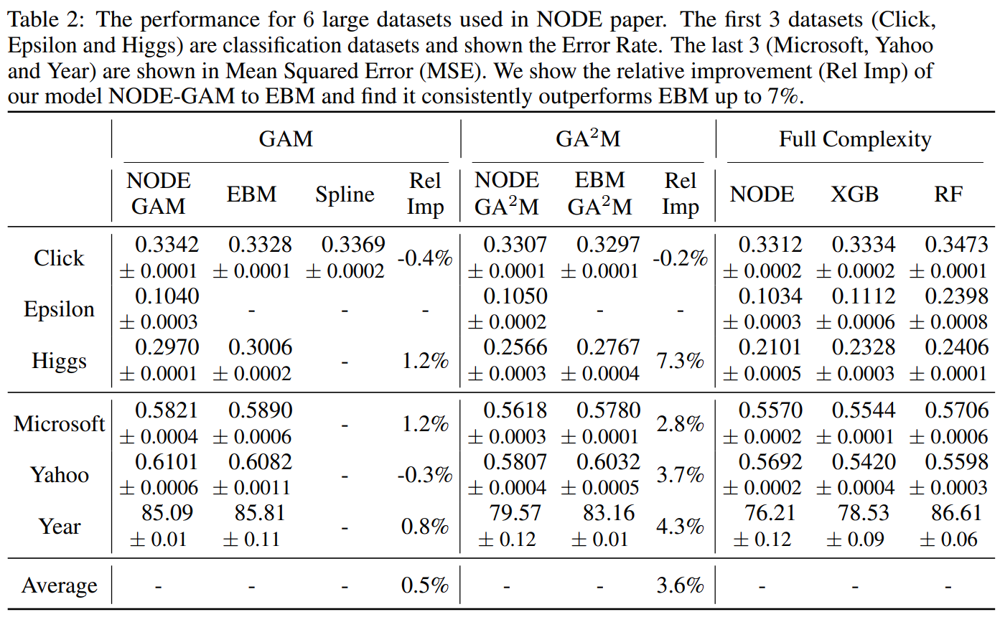 Table 2: The performance for 6 large datasets used in NODE paper. The first 3 datasets (Click,
Epsilon and Higgs) are classification datasets and shown the Error Rate. The last 3 (Microsoft, Yahoo
and Year) are shown in Mean Squared Error (MSE). We show the relative improvement (Rel Imp) of
our model NODE-GAM to EBM and find it consistently outperforms EBM up to 7%.
GAM GA²M Full Complexity
NODE GAM EBM Spline Rel Imp NODE GA²M EBM GA²M Rel Imp NODE XGB RF
Click 0.3342 ± 0.0001 0.3328 ± 0.0001 0.3369 ± 0.0002 -0.4% 0.3307 ± 0.0001 0.3297 ± 0.0001 -0.2% 0.3312 ± 0.0002 0.3334 ± 0.0002 0.3473 ± 0.0001
Epsilon 0.1040 ± 0.0003 - - - 0.1050 ± 0.0002 - - 0.1034 ± 0.0003 0.1112 ± 0.0006 0.2398 ± 0.0008
Higgs 0.2970 ± 0.0001 0.3006 ± 0.0002 - 1.2% 0.2566 ± 0.0003 0.2767 ± 0.0004 7.3% 0.2101 ± 0.0005 0.2328 ± 0.0003 0.2406 ± 0.0001
Microsoft 0.5821 ± 0.0004 0.5890 ± 0.0006 - 1.2% 0.5618 ± 0.0003 0.5780 ± 0.0001 2.8% 0.5570 ± 0.0002 0.5544 ± 0.0001 0.5706 ± 0.0006
Yahoo 0.6101 ± 0.0006 0.6082 ± 0.0011 - -0.3% 0.5807 ± 0.0004 0.6032 ± 0.0005 3.7% 0.5692 ± 0.0002 0.5420 ± 0.0004 0.5598 ± 0.0003
Year 85.09 ± 0.01 85.81 ± 0.11 - 0.8% 79.57 ± 0.12 83.16 ± 0.01 4.3% 76.21 ± 0.12 78.53 ± 0.09 86.61 ± 0.06
Average - - - 0.5% - - 3.6% - - -